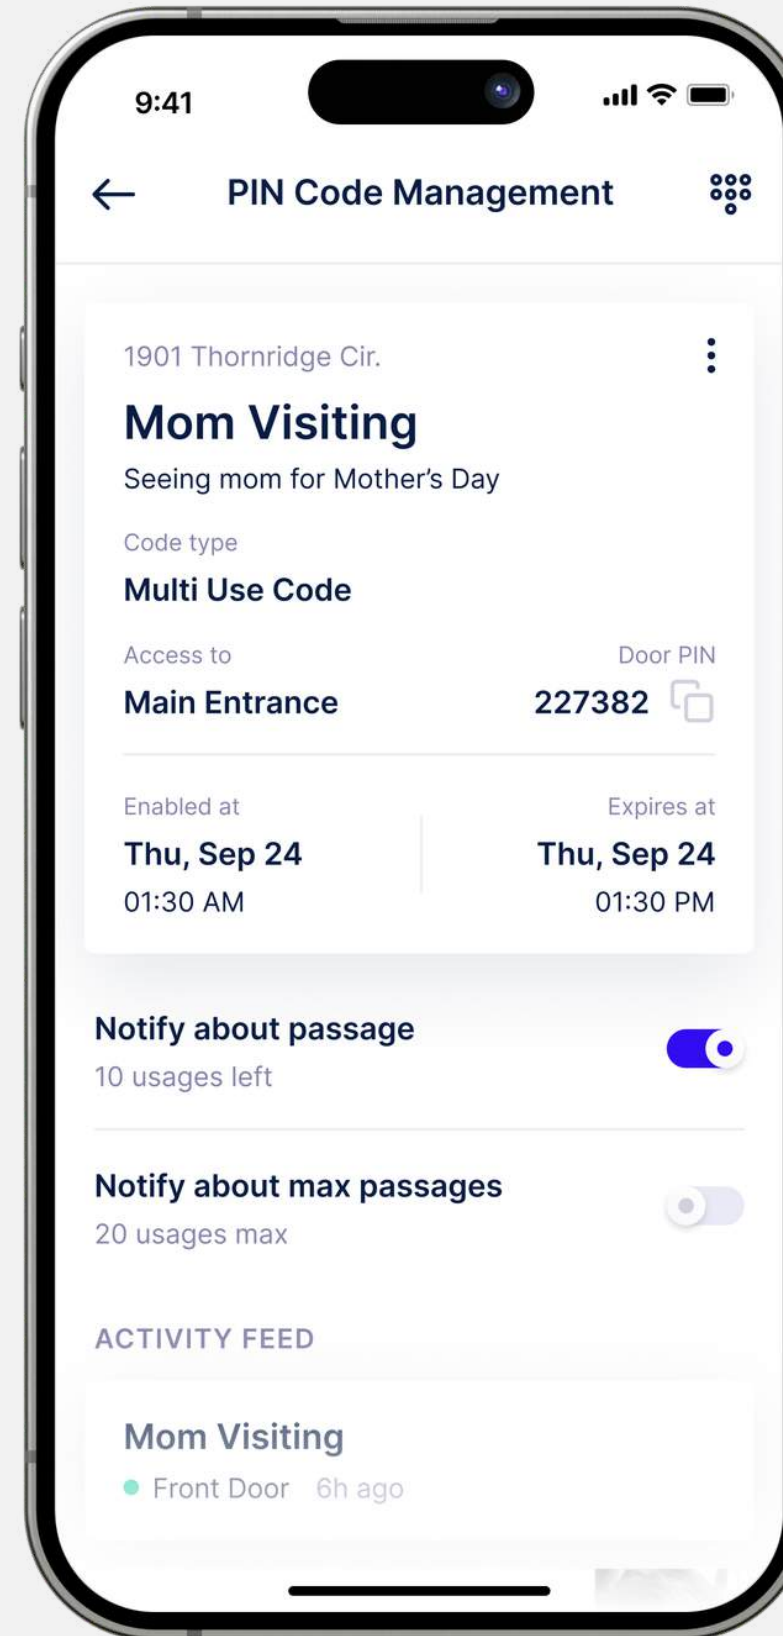 9:41
PIN Code Management
1901 Thornridge Cir.
Mom Visiting
Seeing mom for Mother’s Day
Code type
Multi Use Code
Access to Door PIN
Main Entrance 227382
Enabled at Expires at
Thu, Sep 24 Thu, Sep 24
01:30 AM 01:30 PM
Notify about passage
10 usages left
Notify about max passages
20 usages max
ACTIVITY FEED
Mom Visiting
Front Door 6h ago